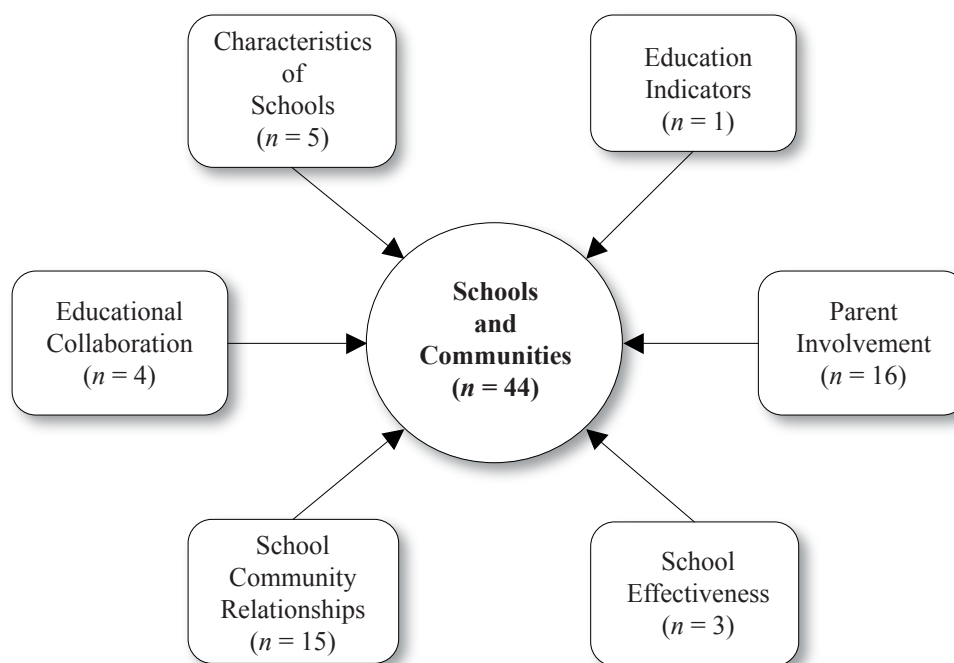 Characteristics
of
Schools
(n = 5)
Education
Indicators
(n = 1)
Educational
Collaboration
(n = 4)
Schools
and
Communities
(n = 44)
Parent
Involvement
(n = 16)
School
Community
Relationships
(n = 15)
School
Effectiveness
(n = 3)